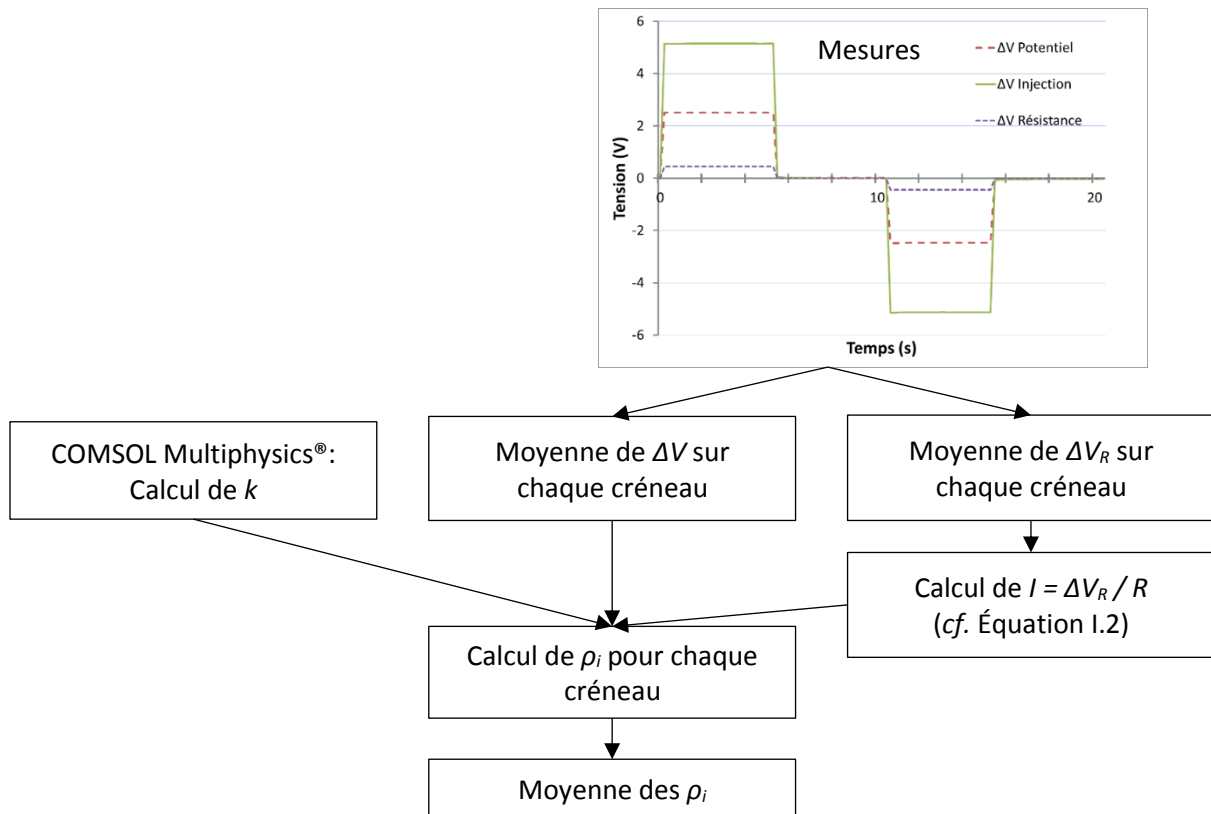 6
4
2
0
-2
-4
-6
Tension (V)
Mesures
ΔV Potentiel
ΔV Injection
ΔV Résistance
0
10
20
Temps (s)
COMSOL Multiphysics®:
Calcul de k
Moyenne de ΔV sur
chaque créneau
Moyenne de ΔVR sur
chaque créneau
Calcul de I = ΔVR / R
(cf. Équation I.2)
Calcul de ρi pour chaque
créneau
Moyenne des ρi